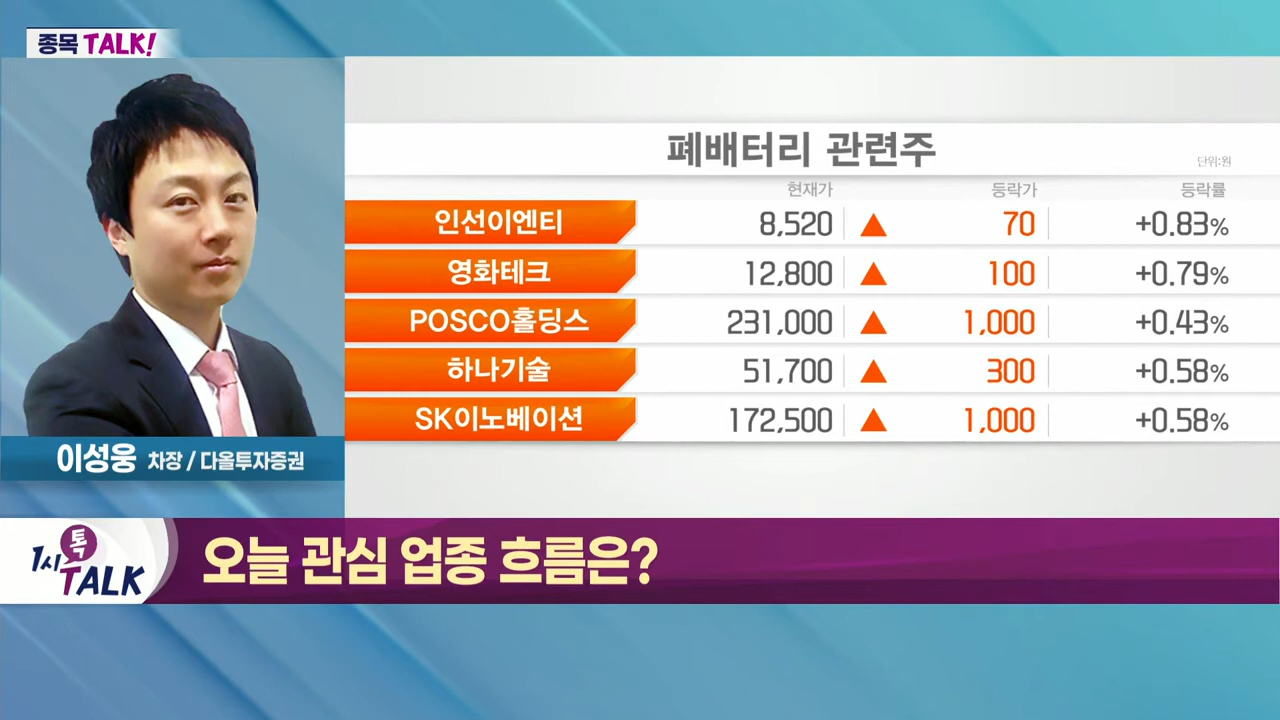 종목 TALK!
폐배터리 관련주
단위:원
현재가 등락가 등락률
인선이엔티 8,520 ▲ 70 +0.83%
영화테크 12,800 ▲ 100 +0.79%
POSCO홀딩스 231,000 ▲ 1,000 +0.43%
하나기술 51,700 ▲ 300 +0.58%
SK이노베이션 172,500 ▲ 1,000 +0.58%
이성웅 차장 / 다올투자증권
1시 톡 TALK
오늘 관심 업종 흐름은?